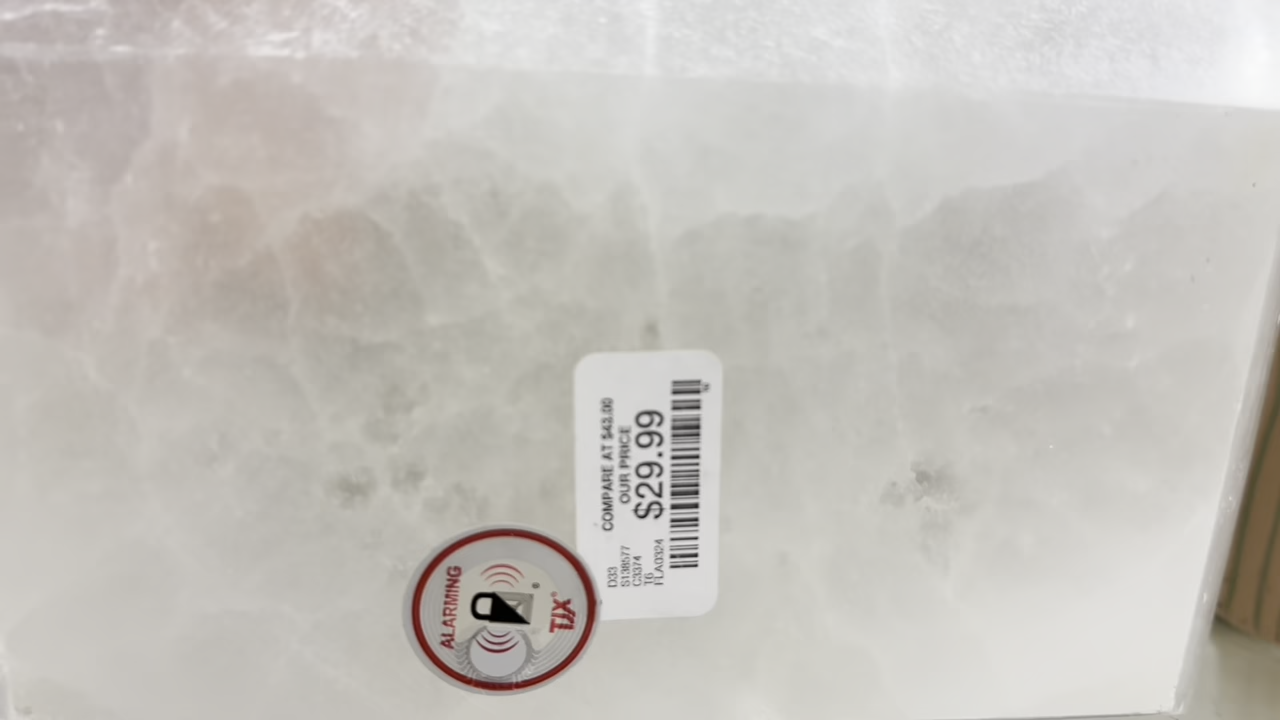 COMPARE AT $43.00
OUR PRICE
$29.99
D33
S138577
C3374
T6
FLA0324
ALARMING
TJX®